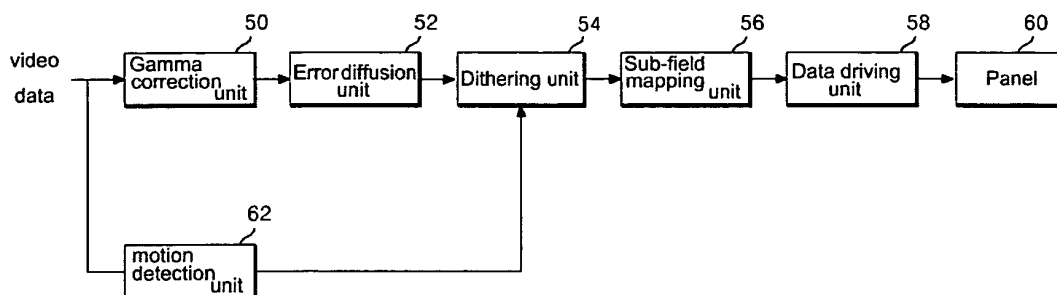 50
52
54
56
58
60
video
data
Gamma
correction
unit
Error diffusion
unit
Dithering unit
Sub-field
mapping
unit
Data driving
unit
Panel
62
motion
detection
unit